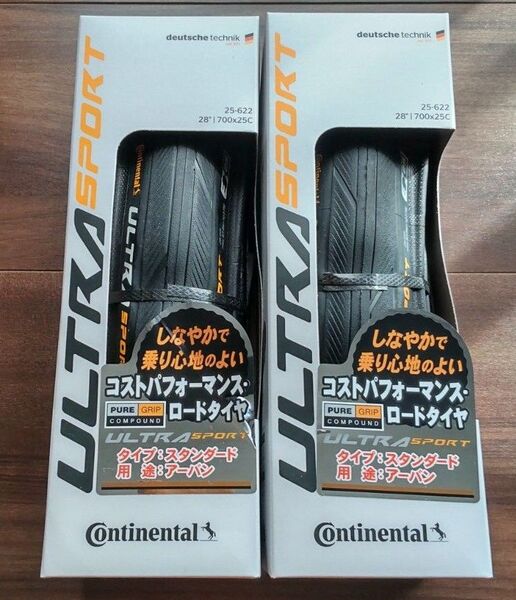 deutsche technik
25-622
28" | 700x25C
ULTRA SPORT
Continental
ULTRA SPORT
しなやかで
乗り心地のよい
コストパフォーマンス・
ロードタイヤ
PURE GRIP
COMPOUND
ULTRA SPORT
タイプ:スタンダード
用 途:アーバン
Continental
deutsche technik
25-622
28" | 700x25C
ULTRA SPORT
Continental
しなやかで
乗り心地のよい
コストパフォーマンス・
ロードタイヤ
PURE GRIP
COMPOUND
ULTRA SPORT
タイプ:スタンダード
用 途:アーバン
Continental